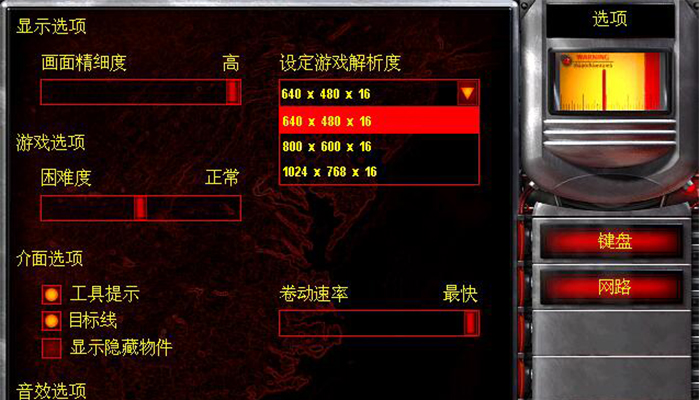 显示选项
选项
画面精细度 高
设定游戏解析度
WARNING
640 x 480 x 16
640 x 480 x 16
800 x 600 x 16
1024 x 768 x 16
游戏选项
困难度 正常
键盘
介面选项
网路
工具提示
卷动速率 最快
目标线
显示隐藏物件
音效选项